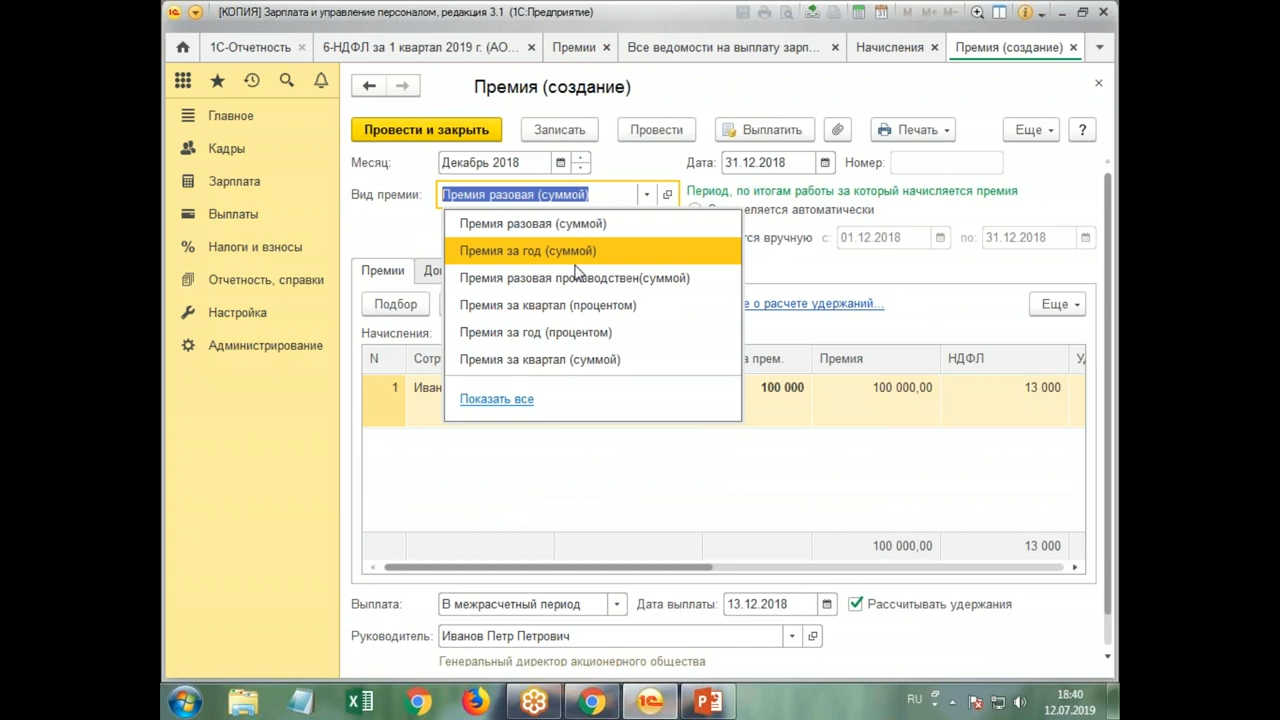 [КОПИЯ] Зарплата и управление персоналом, редакция 3.1 (1С:Предприятие)
M M+ M-
1С-Отчетность × 6-НДФЛ за 1 квартал 2019 г. (АО... × Премии × Все ведомости на выплату зарп... × Начисления × Премия (создание) ×
Главное
Кадры
Зарплата
Выплаты
Налоги и взносы
Отчетность, справки
Настройка
Администрирование
Премия (создание)
Провести и закрыть Записать Провести Выплатить Печать Еще ?
Месяц: Декабрь 2018 Дата: 31.12.2018 Номер:
Вид премии: Премия разовая (суммой) Период, по итогам работы за который начисляется премия
еляется автоматически
ся вручную с: 01.12.2018 по: 31.12.2018
Премия разовая (суммой)
Премия за год (суммой)
Премия разовая производствен(суммой)
Премия за квартал (процентом)
Премия за год (процентом)
Премия за квартал (суммой)
Показать все
Премии До
Подбор е о расчете удержаний... Еще
Начисления:
N Сотр а прем. Премия НДФЛ
1 Иван 100 000 100 000,00 13 000
100 000,00 13 000
Выплата: В межрасчетный период Дата выплаты: 13.12.2018 Рассчитывать удержания
Руководитель: Иванов Петр Петрович
Генеральный директор акционерного общества
RU 18:40
12.07.2019